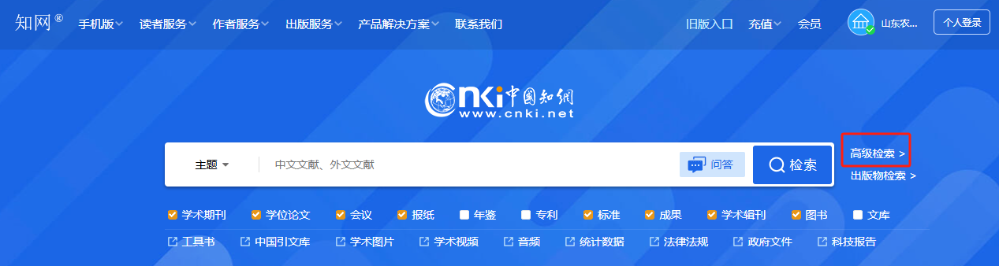 知网® 手机版 读者服务 作者服务 出版服务 产品解决方案 联系我们 旧版入口 充值 会员 山东农... 个人登录
cnki 中国知網
www.cnki.net
主题 中文文献、外文文献 问答 检索 高级检索 >
出版物检索 >
学术期刊 学位论文 会议 报纸 年鉴 专利 标准 成果 学术辑刊 图书 文库
工具书 中国引文库 学术图片 学术视频 音频 统计数据 法律法规 政府文件 科技报告